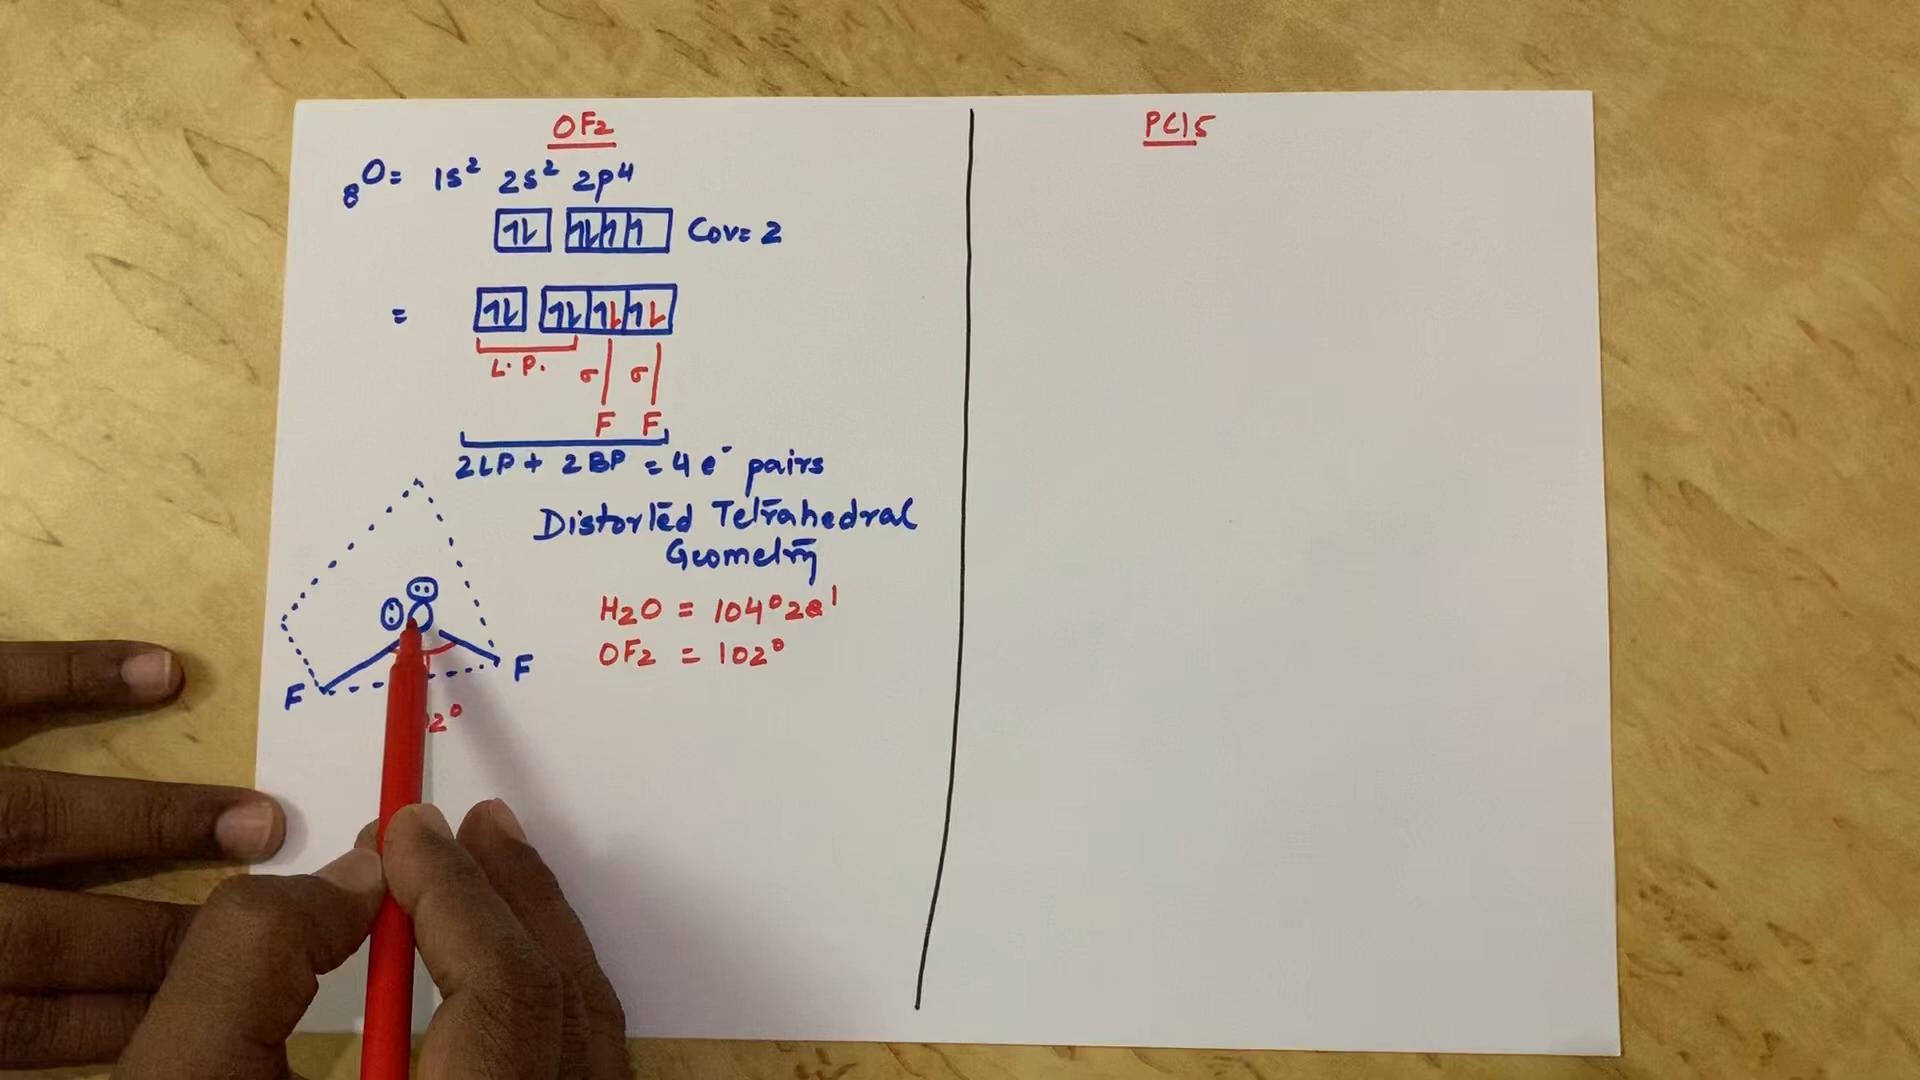 OF2
8O= 1s² 2s² 2p⁴
↿⇂ ↿⇂ ↿ ↿ Cov= 2
= ↿⇂ ↿⇂ ↿⇂ ↿⇂
L.P. σ σ
F F
2LP + 2BP = 4 e⁻ pairs
Distorted Tetrahedral
Geometry
H2O = 104°28'
OF2 = 102°
O
F F
2°
PCl5